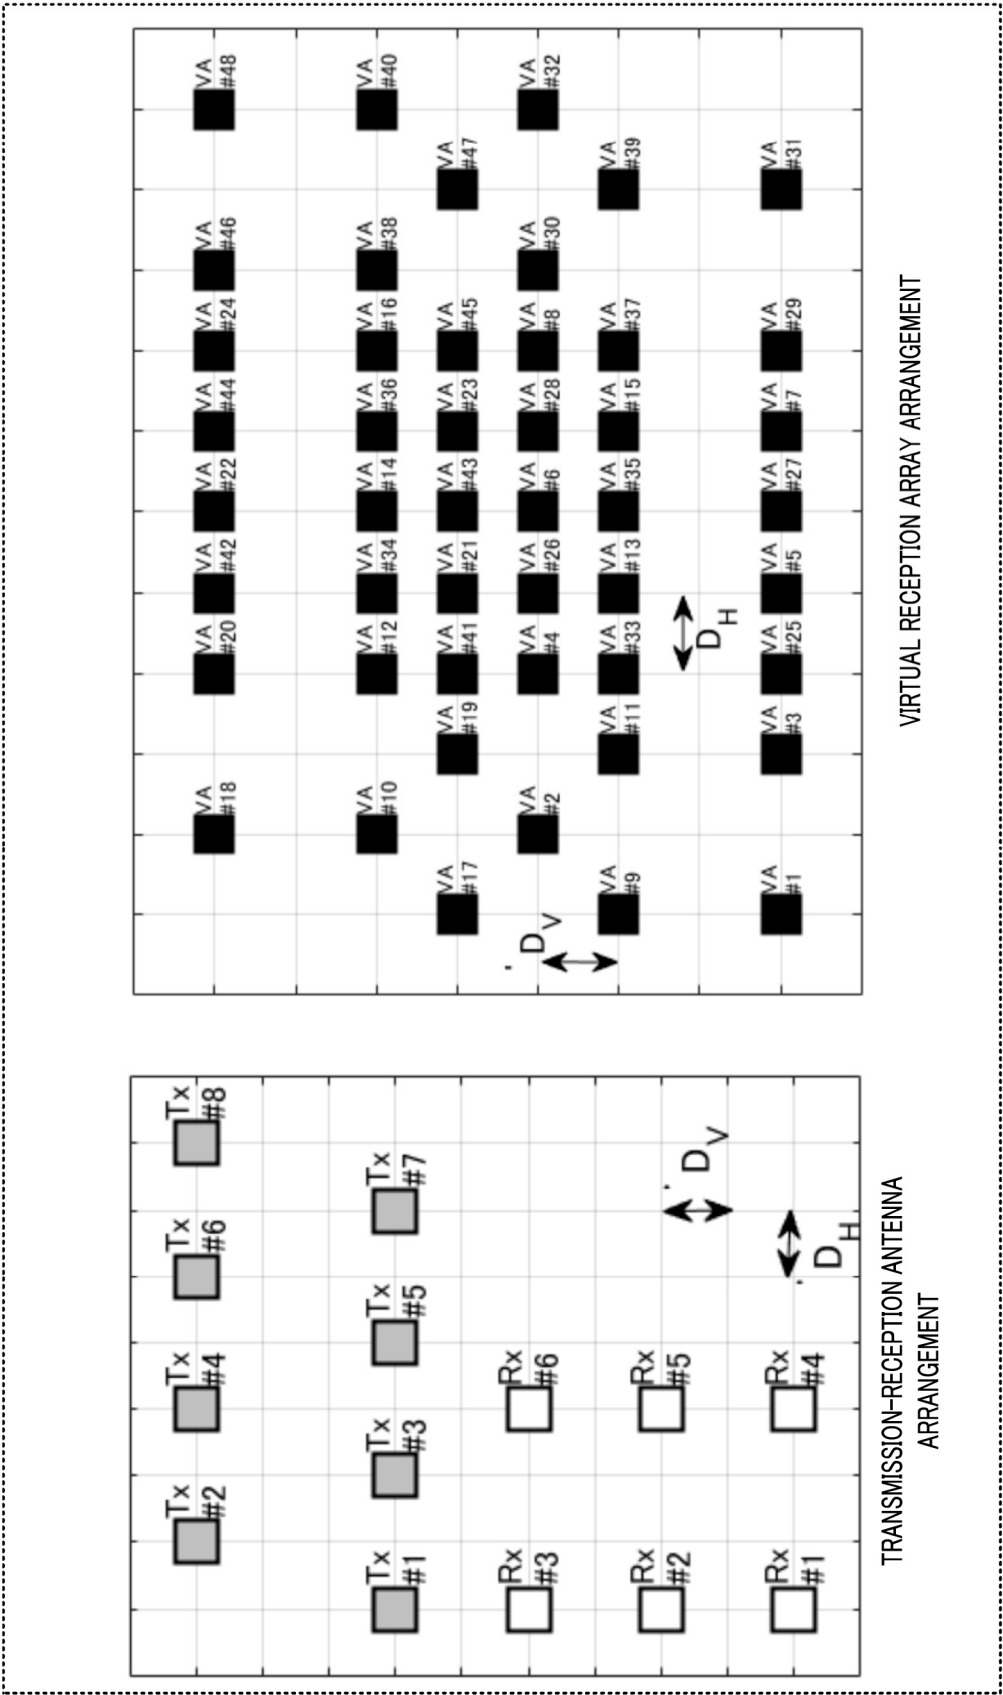 Tx
#2
Tx
#4
Tx
#6
Tx
#8
Tx
#1
Tx
#3
Tx
#5
Tx
#7
Rx
#3
Rx
#6
Rx
#2
Rx
#5
DV
Rx
#1
Rx
#4
DH
TRANSMISSION-RECEPTION ANTENNA
ARRANGEMENT
VA
#18
VA
#20
VA
#42
VA
#22
VA
#44
VA
#24
VA
#46
VA
#48
VA
#10
VA
#12
VA
#34
VA
#14
VA
#36
VA
#16
VA
#38
VA
#40
VA
#17
VA
#19
VA
#41
VA
#21
VA
#43
VA
#23
VA
#45
VA
#47
DV
VA
#2
VA
#4
VA
#26
VA
#6
VA
#28
VA
#8
VA
#30
VA
#32
VA
#9
VA
#11
VA
#33
VA
#13
VA
#35
VA
#15
VA
#37
VA
#39
DH
VA
#1
VA
#3
VA
#25
VA
#5
VA
#27
VA
#7
VA
#29
VA
#31
VIRTUAL RECEPTION ARRAY ARRANGEMENT